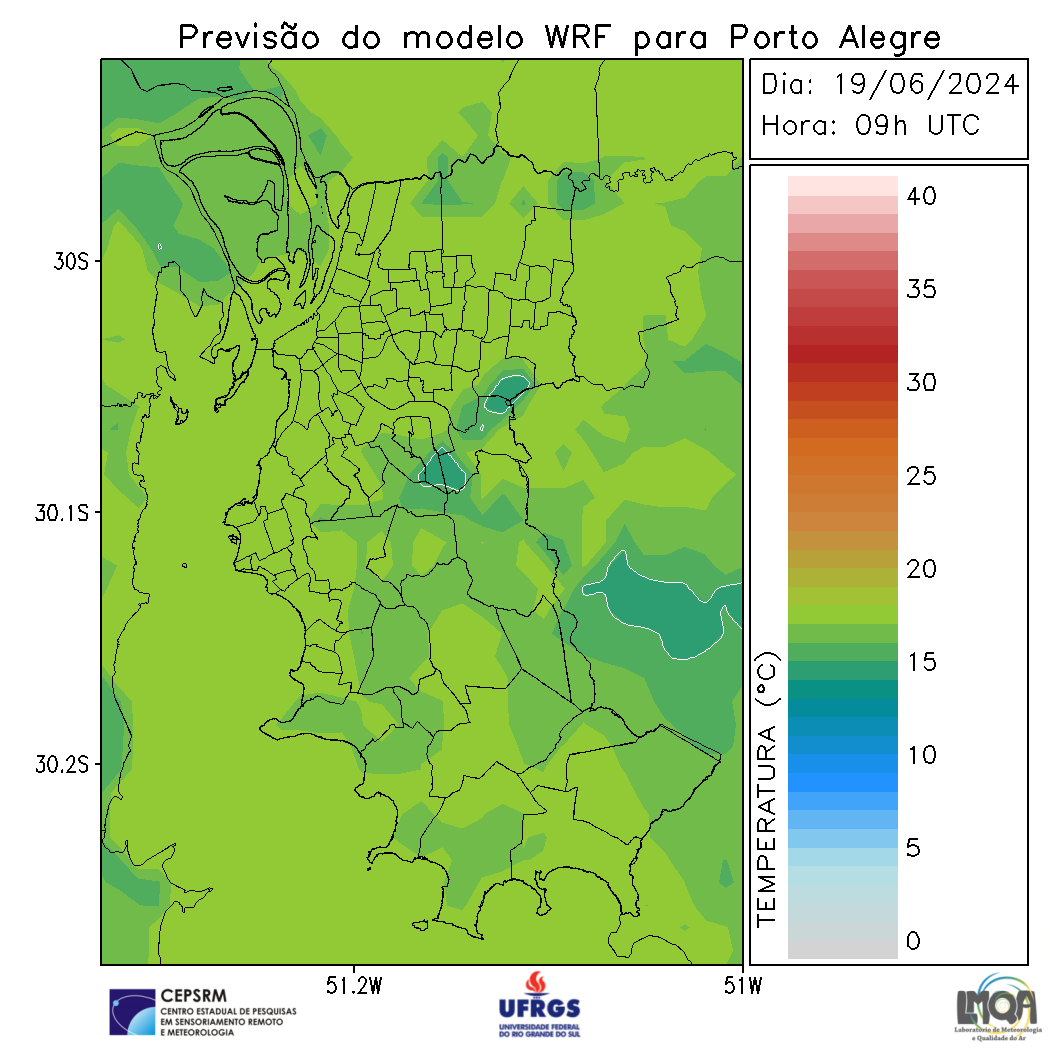 Previsão do modelo WRF para Porto Alegre
Dia: 19/06/2024
Hora: 09h UTC
30S
30.1S
30.2S
51.2W
51W
TEMPERATURA (°C)
40
35
30
25
20
15
10
5
0
CEPSRM
CENTRO ESTADUAL DE PESQUISAS
EM SENSORIAMENTO REMOTO
E METEOROLOGIA
UFRGS
UNIVERSIDADE FEDERAL
DO RIO GRANDE DO SUL
LMQA
Laboratório de Meteorologia
e Qualidade do Ar